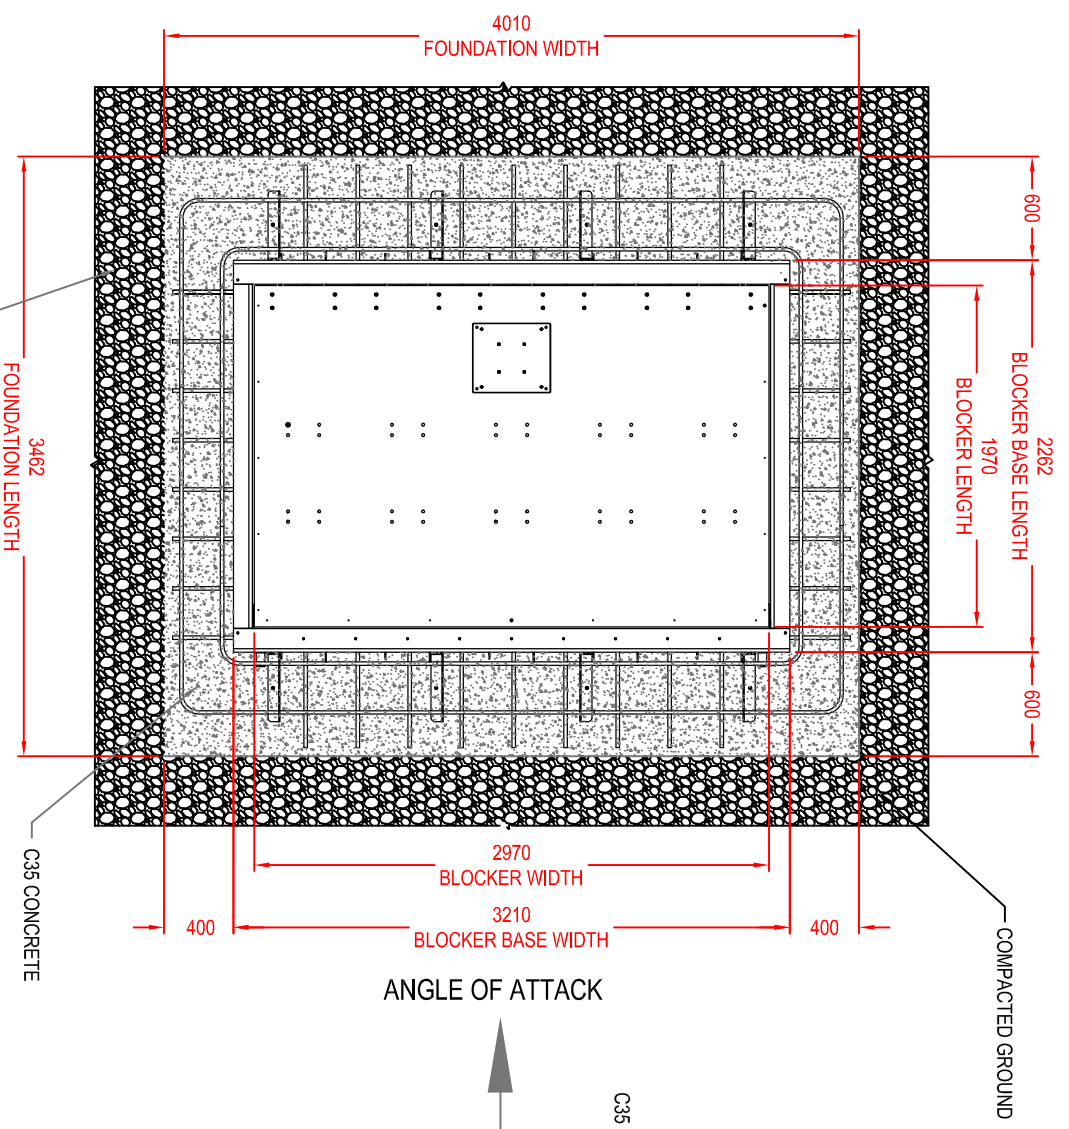 4010
FOUNDATION WIDTH
600
2262
BLOCKER BASE LENGTH
1970
BLOCKER LENGTH
600
3462
FOUNDATION LENGTH
2970
BLOCKER WIDTH
3210
BLOCKER BASE WIDTH
400
400
C35 CONCRETE
COMPACTED GROUND
ANGLE OF ATTACK
C35